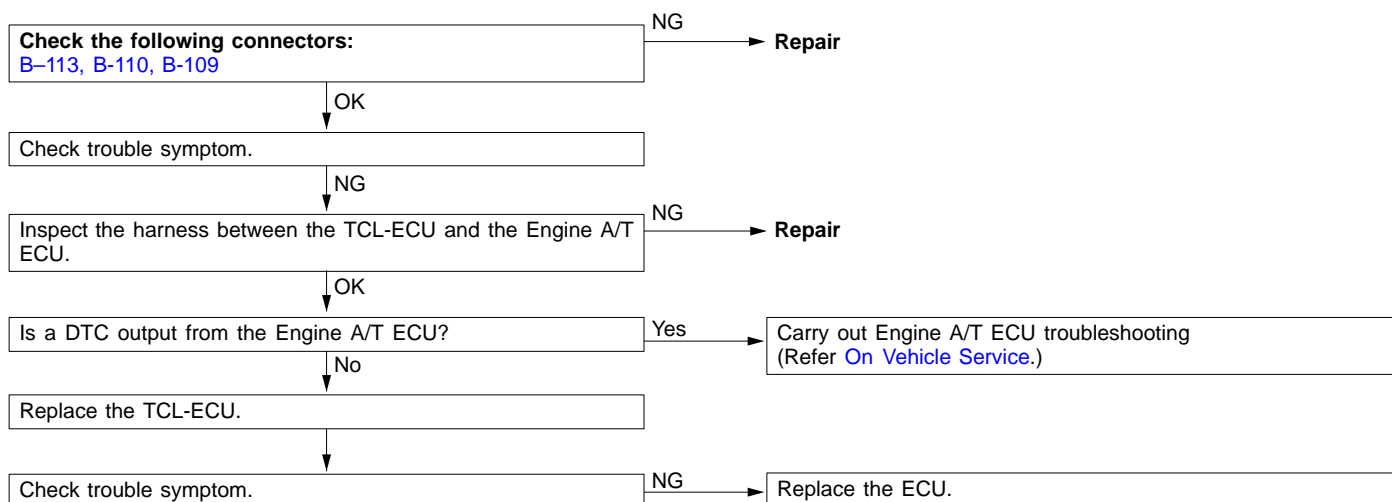 Check the following connectors:
B–113, B-110, B-109
NG
Repair
OK
Check trouble symptom.
NG
Inspect the harness between the TCL-ECU and the Engine A/T
ECU.
NG
Repair
OK
Is a DTC output from the Engine A/T ECU?
Yes
Carry out Engine A/T ECU troubleshooting
(Refer On Vehicle Service.)
No
Replace the TCL-ECU.
Check trouble symptom.
NG
Replace the ECU.